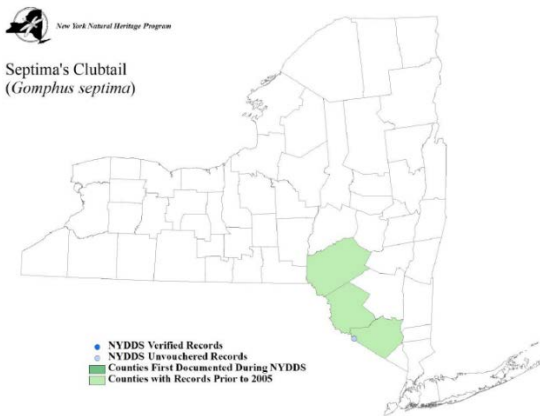 New York Natural Heritage Program
Septima's Clubtail
(Gomphus septima)
NYDDS Verified Records
NYDDS Unvouchered Records
Counties First Documented During NYDDS
Counties with Records Prior to 2005